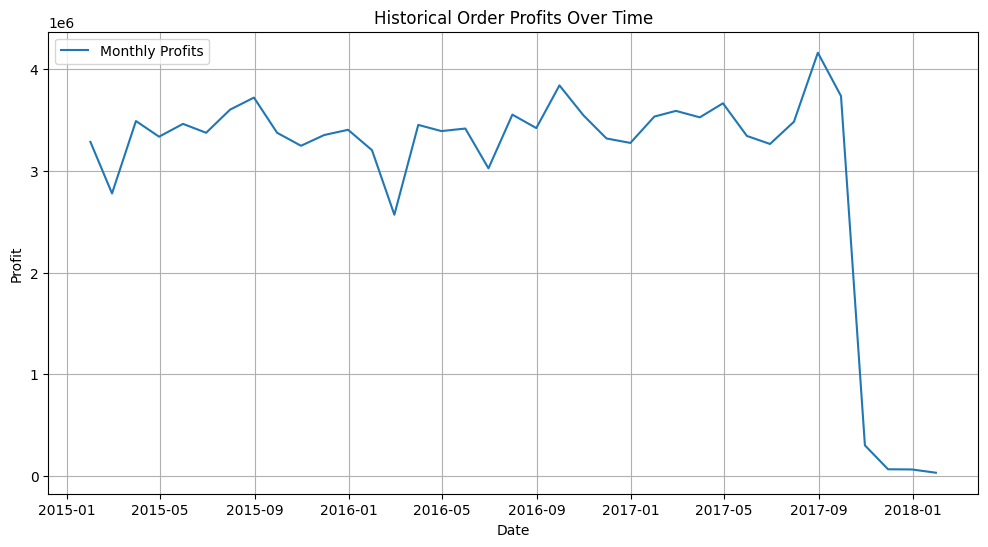 Historical Order Profits Over Time
1e6
Monthly Profits
4
3
2
1
0
Profit
2015-01 2015-05 2015-09 2016-01 2016-05 2016-09 2017-01 2017-05 2017-09 2018-01
Date